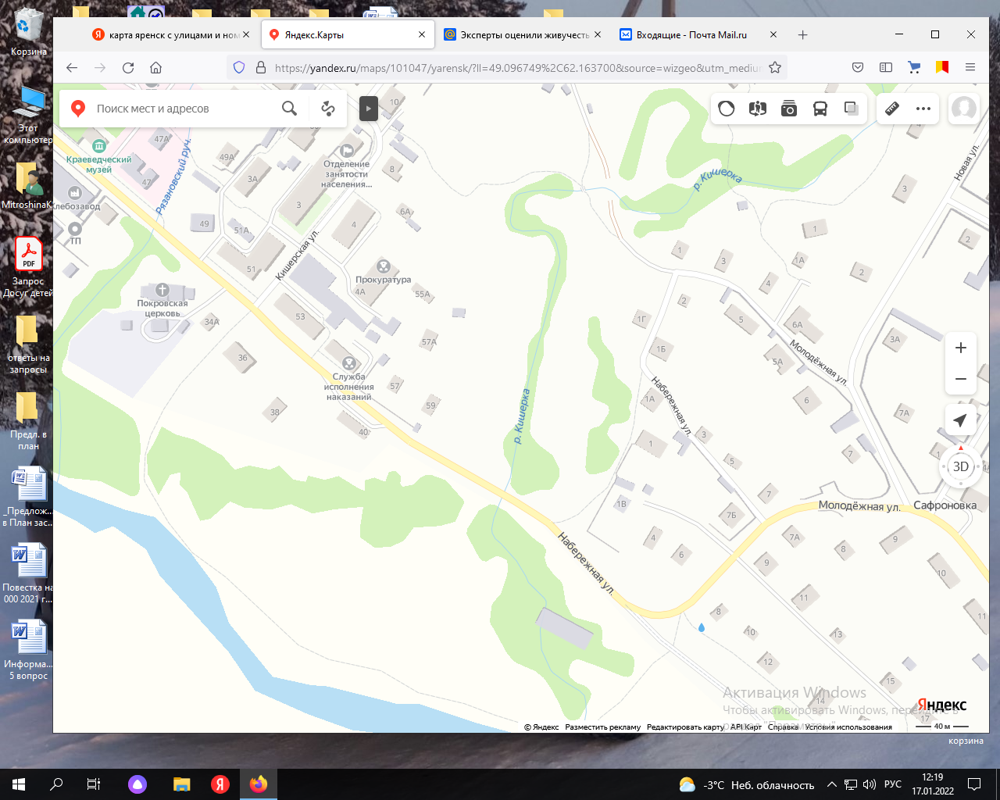 Корзина
Этот
компьютер
MitroshinaK
Запрос
Досуг детей
ответы на
запросы
Предл. в
план
_Предлож...
в План зас...
Повестка на
000 2021 г...
Информа...
5 вопрос
карта яренск с улицами и ном
Яндекс.Карты
Эксперты оценили живучесть
Входящие - Почта Mail.ru
https://yandex.ru/maps/101047/yarensk/?ll=49.096749%2C62.163700&source=wizgeo&utm_mediu
Поиск мест и адресов
10
47А
Краеведческий
музей
49А
Отделение
занятости
населения...
8
Новая ул.
р. Кишерка
47
3А
Рязановский руч.
3
3
Хлебозавод
6А
49
4
51А
1
ТП
2
Кишерская ул.
1
3
1А
51
Прокуратура
4А
4
2
55А
Покровская
церковь
2
53
34А
1Г
5
6А
57А
1Б
3А
36
5А
Молодёжная ул.
Служба
исполнения
наказаний
57
Набережная ул.
1А
6
38
59
р. Кишерка
7А
40
3
1
7
5
3D
4А
7
1В
7Б
Молодёжная ул.
Сафроновка
4
7А
9
8
Набережная ул.
6
9
10
11
8
11
10
13
12
15
14
17
Активация Windows
Чтобы активировать Windows, перейдите в
раздел "Параметры".
Яндекс
© Яндекс
Разместить рекламу
Редактировать карту
API Карт
Справка
Условия использования
40 м
корзина
-3°C Неб. облачность
РУС
12:19
17.01.2022